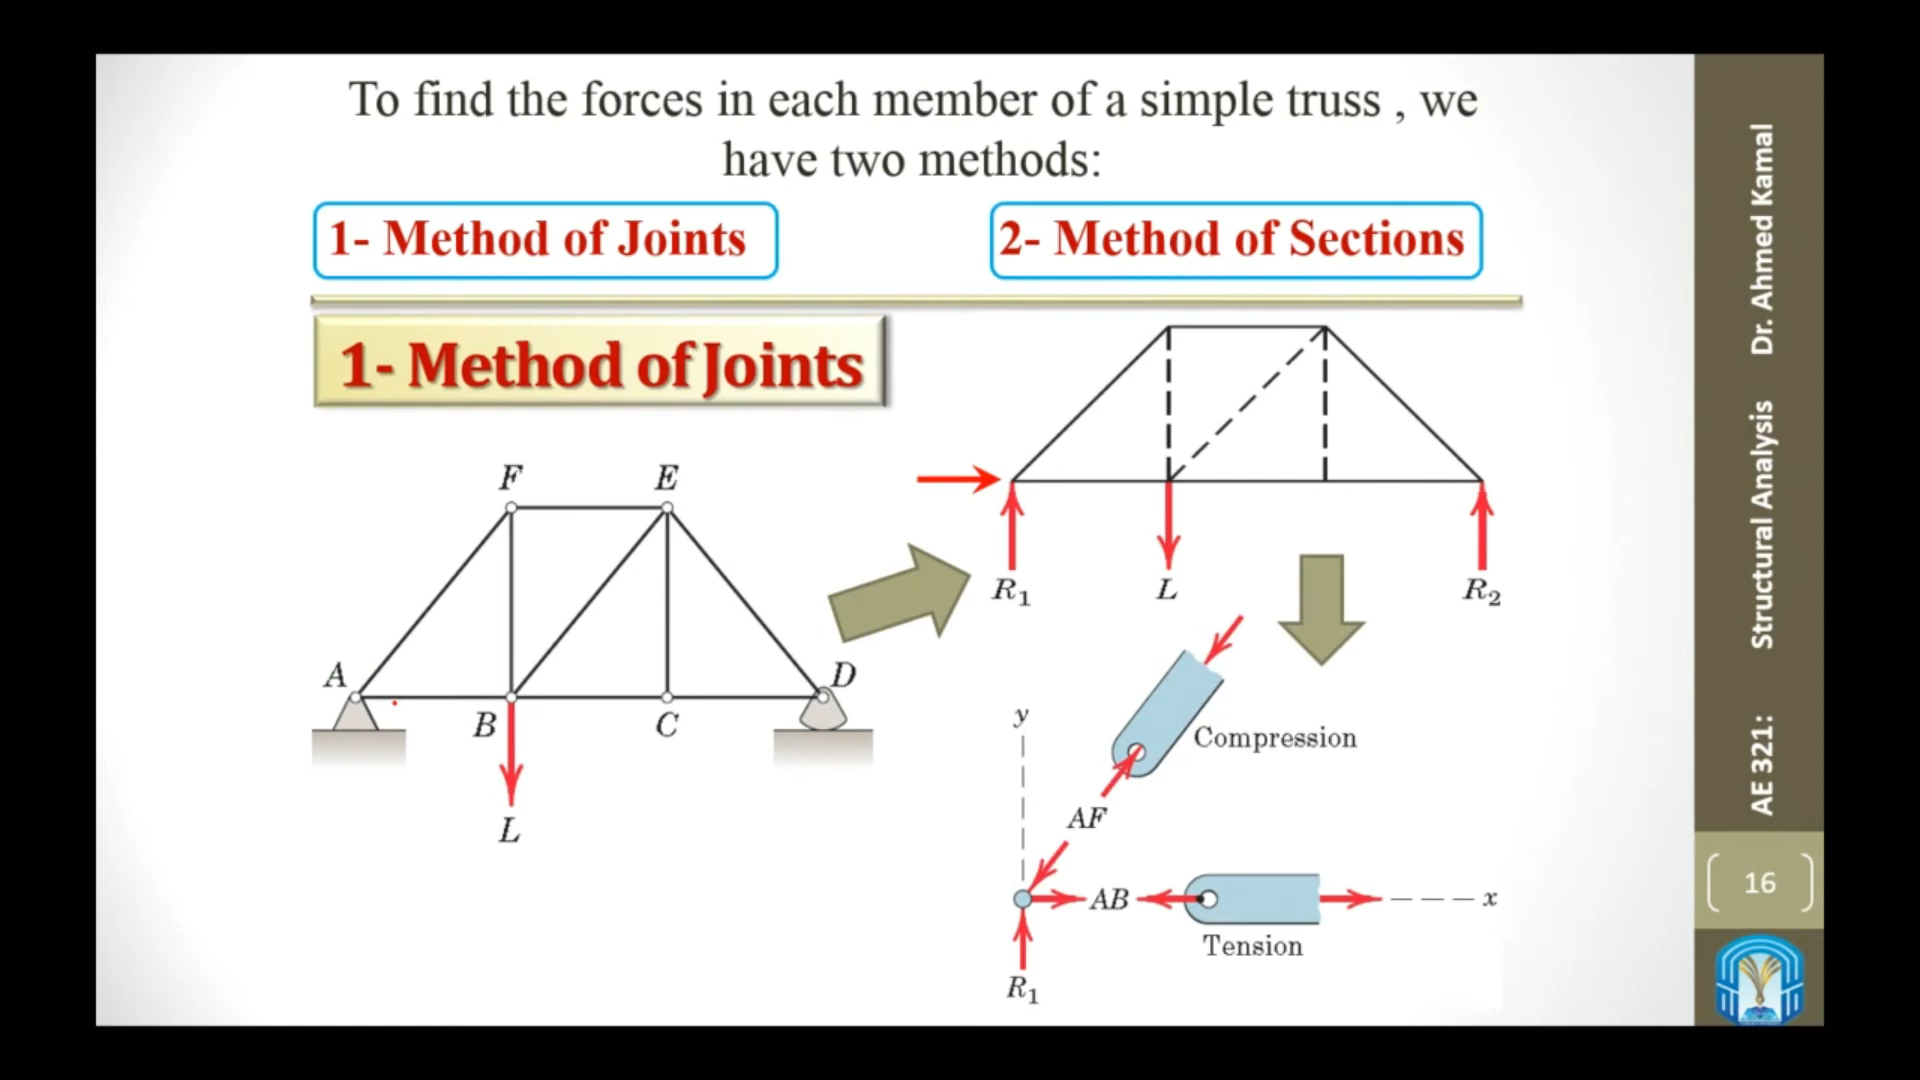 To find the forces in each member of a simple truss , we
have two methods:
1- Method of Joints
2- Method of Sections
1- Method of Joints
F
E
A
D
B
C
L
R1
L
R2
y
Compression
AF
AB
x
Tension
R1
AE 321: Structural Analysis Dr. Ahmed Kamal
16